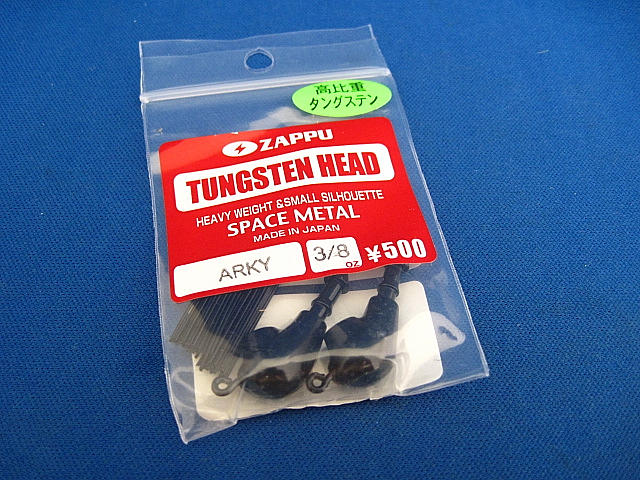 高比重
タングステン
ZAPPU
TUNGSTEN HEAD
HEAVY WEIGHT & SMALL SILHOUETTE
SPACE METAL
MADE IN JAPAN
ARKY 3/8 OZ ¥500